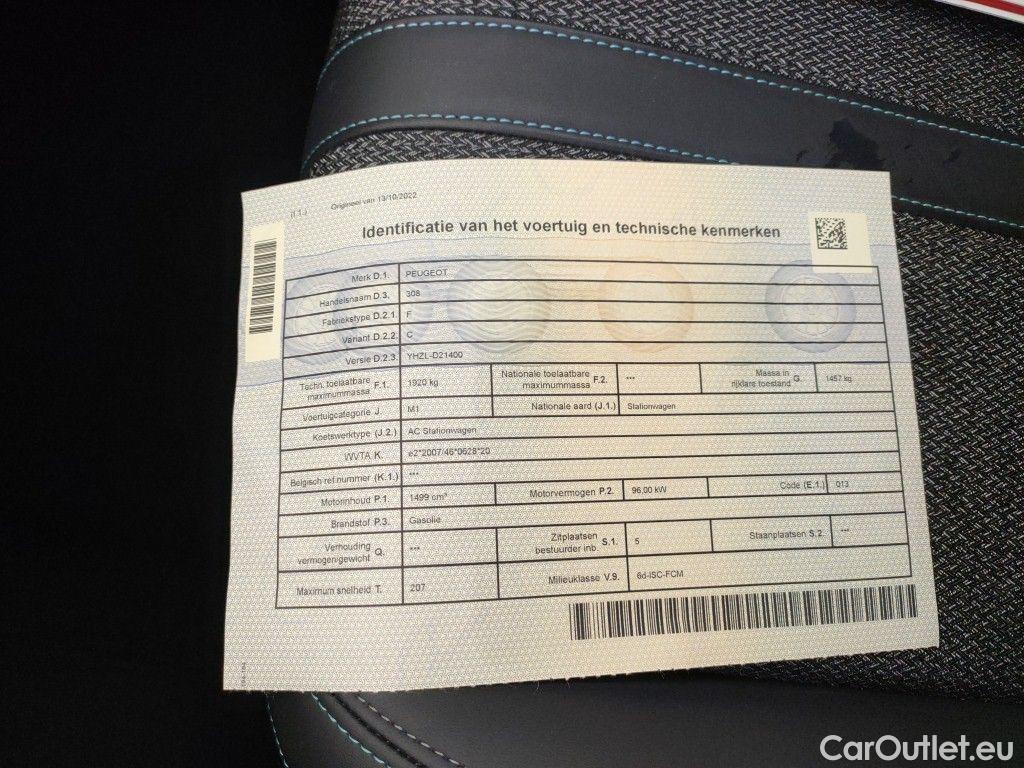 (I.1.) Origineel van 13/10/2022
Identificatie van het voertuig en technische kenmerken
Merk D.1. PEUGEOT
Handelsnaam D.3. 308
Fabriekstype D.2.1. F
Variant D.2.2. C
Versie D.2.3. YHZL-D21400
Techn. toelaatbare maximummassa F.1. 1920 kg Nationale toelaatbare maximummassa F.2. *** Massa in rijklare toestand G. 1457 kg
Voertuigcategorie J. M1 Nationale aard (J.1.) Stationwagen
Koetswerktype (J.2.) AC Stationwagen
WVTA K. e2*2007/46*0628*20
Belgisch ref.nummer (K.1.) ***
Motorinhoud P.1. 1499 cm³ Motorvermogen P.2. 96,00 kW Code (E.1.) 013
Brandstof P.3. Gasolie
Verhouding vermogen/gewicht Q. *** Zitplaatsen bestuurder inb. S.1. 5 Staanplaatsen S.2. ***
Maximum snelheid T. 207 Milieuklasse V.9. 6d-ISC-FCM
CarOutlet.eu